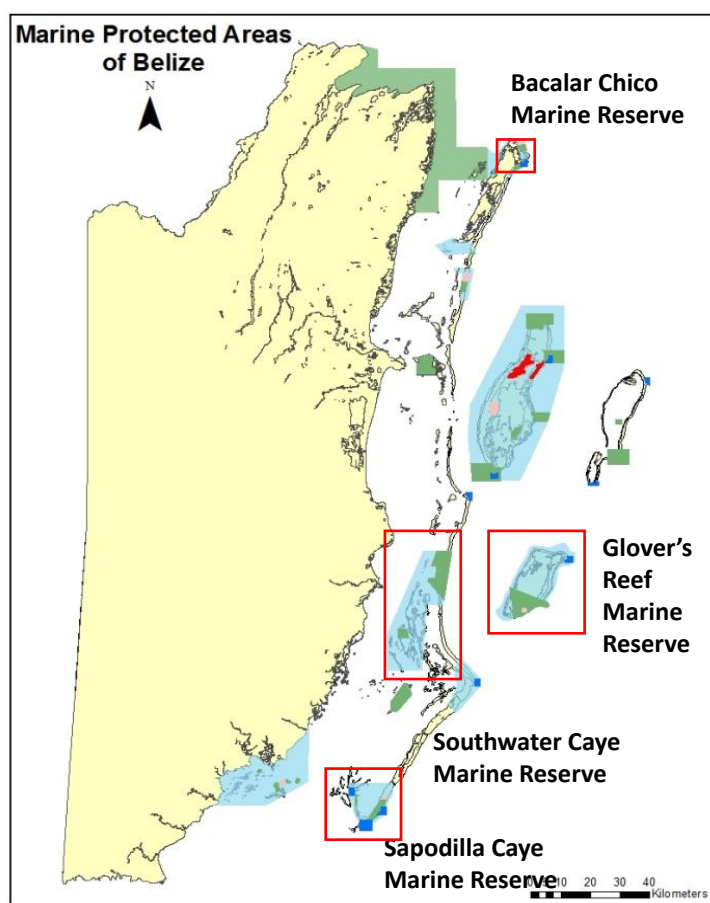 Marine Protected Areas
of Belize
N
Bacalar Chico
Marine Reserve
Glover's
Reef
Marine
Reserve
Southwater Caye
Marine Reserve
Sapodilla Caye
Marine Reserve
20 30 40
Kilometers